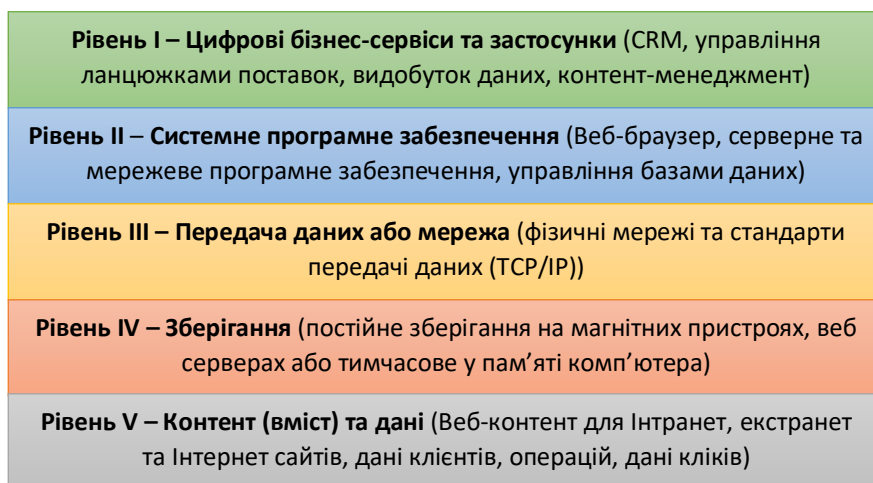 Рівень I – Цифрові бізнес-сервіси та застосунки (CRM, управління
ланцюжками поставок, видобуток даних, контент-менеджмент)
Рівень II – Системне програмне забезпечення (Веб-браузер, серверне та
мережеве програмне забезпечення, управління базами даних)
Рівень III – Передача даних або мережа (фізичні мережі та стандарти
передачі даних (TCP/IP))
Рівень IV – Зберігання (постійне зберігання на магнітних пристроях, веб
серверах або тимчасове у пам’яті комп’ютера)
Рівень V – Контент (вміст) та дані (Веб-контент для Інтранет, екстранет
та Інтернет сайтів, дані клієнтів, операцій, дані кліків)